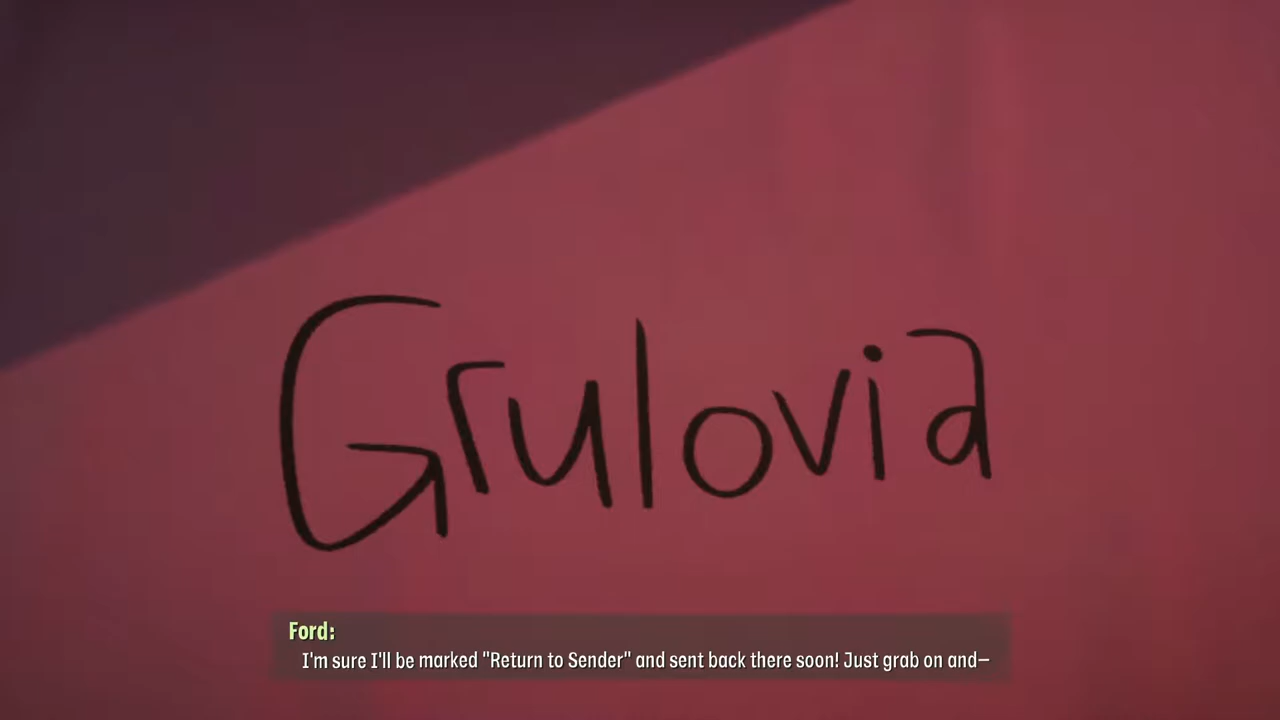 Grulovia
Ford:
I'm sure I'll be marked "Return to Sender" and sent back there soon! Just grab on and—